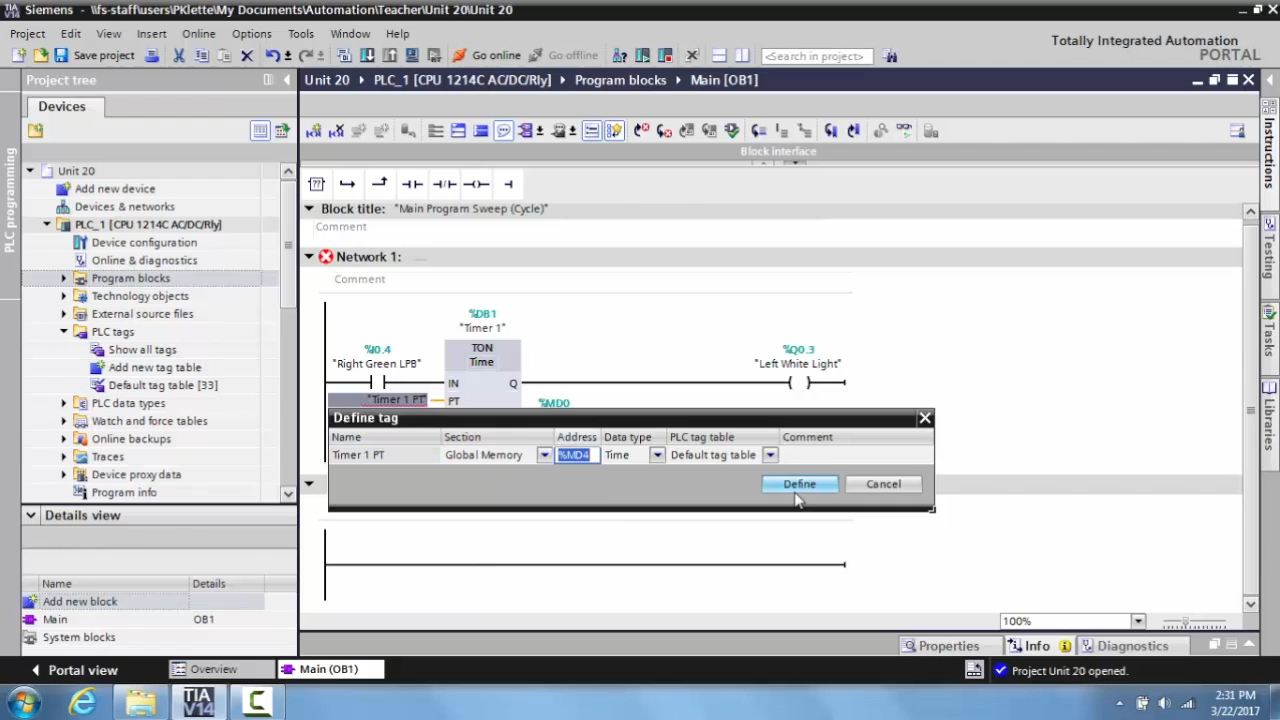 TIA
V14
Siemens - \\fs-staff\users\PKlette\My Documents\Automation\Teacher\Unit 20\Unit 20
Project Edit View Insert Online Options Tools Window Help
Totally Integrated Automation
PORTAL
Save project Go online Go offline <Search in project>
Project tree
Unit 20 PLC_1 [CPU 1214C AC/DC/Rly] Program blocks Main [OB1]
Devices
PLC programming
Block interface
Unit 20
Add new device
Devices & networks
PLC_1 [CPU 1214C AC/DC/Rly]
Device configuration
Online & diagnostics
Program blocks
Technology objects
External source files
PLC tags
Show all tags
Add new tag table
Default tag table [33]
PLC data types
Watch and force tables
Online backups
Traces
Device proxy data
Program info
Details view
Name Details
Add new block
Main OB1
System blocks
??
Block title: "Main Program Sweep (Cycle)"
Comment
Network 1: ....
Comment
%DB1
"Timer 1"
TON
Time
%I0.4
"Right Green LPB"
IN Q
%Q0.3
"Left White Light"
"Timer 1 PT" PT
%MD0
Define tag
Name Section Address Data type PLC tag table Comment
Timer 1 PT Global Memory %MD4 Time Default tag table
Define Cancel
100%
Properties Info Diagnostics
Instructions
Testing
Tasks
Libraries
Portal view Overview Main (OB1)
Project Unit 20 opened.
TIA
V14
2:31 PM
3/22/2017